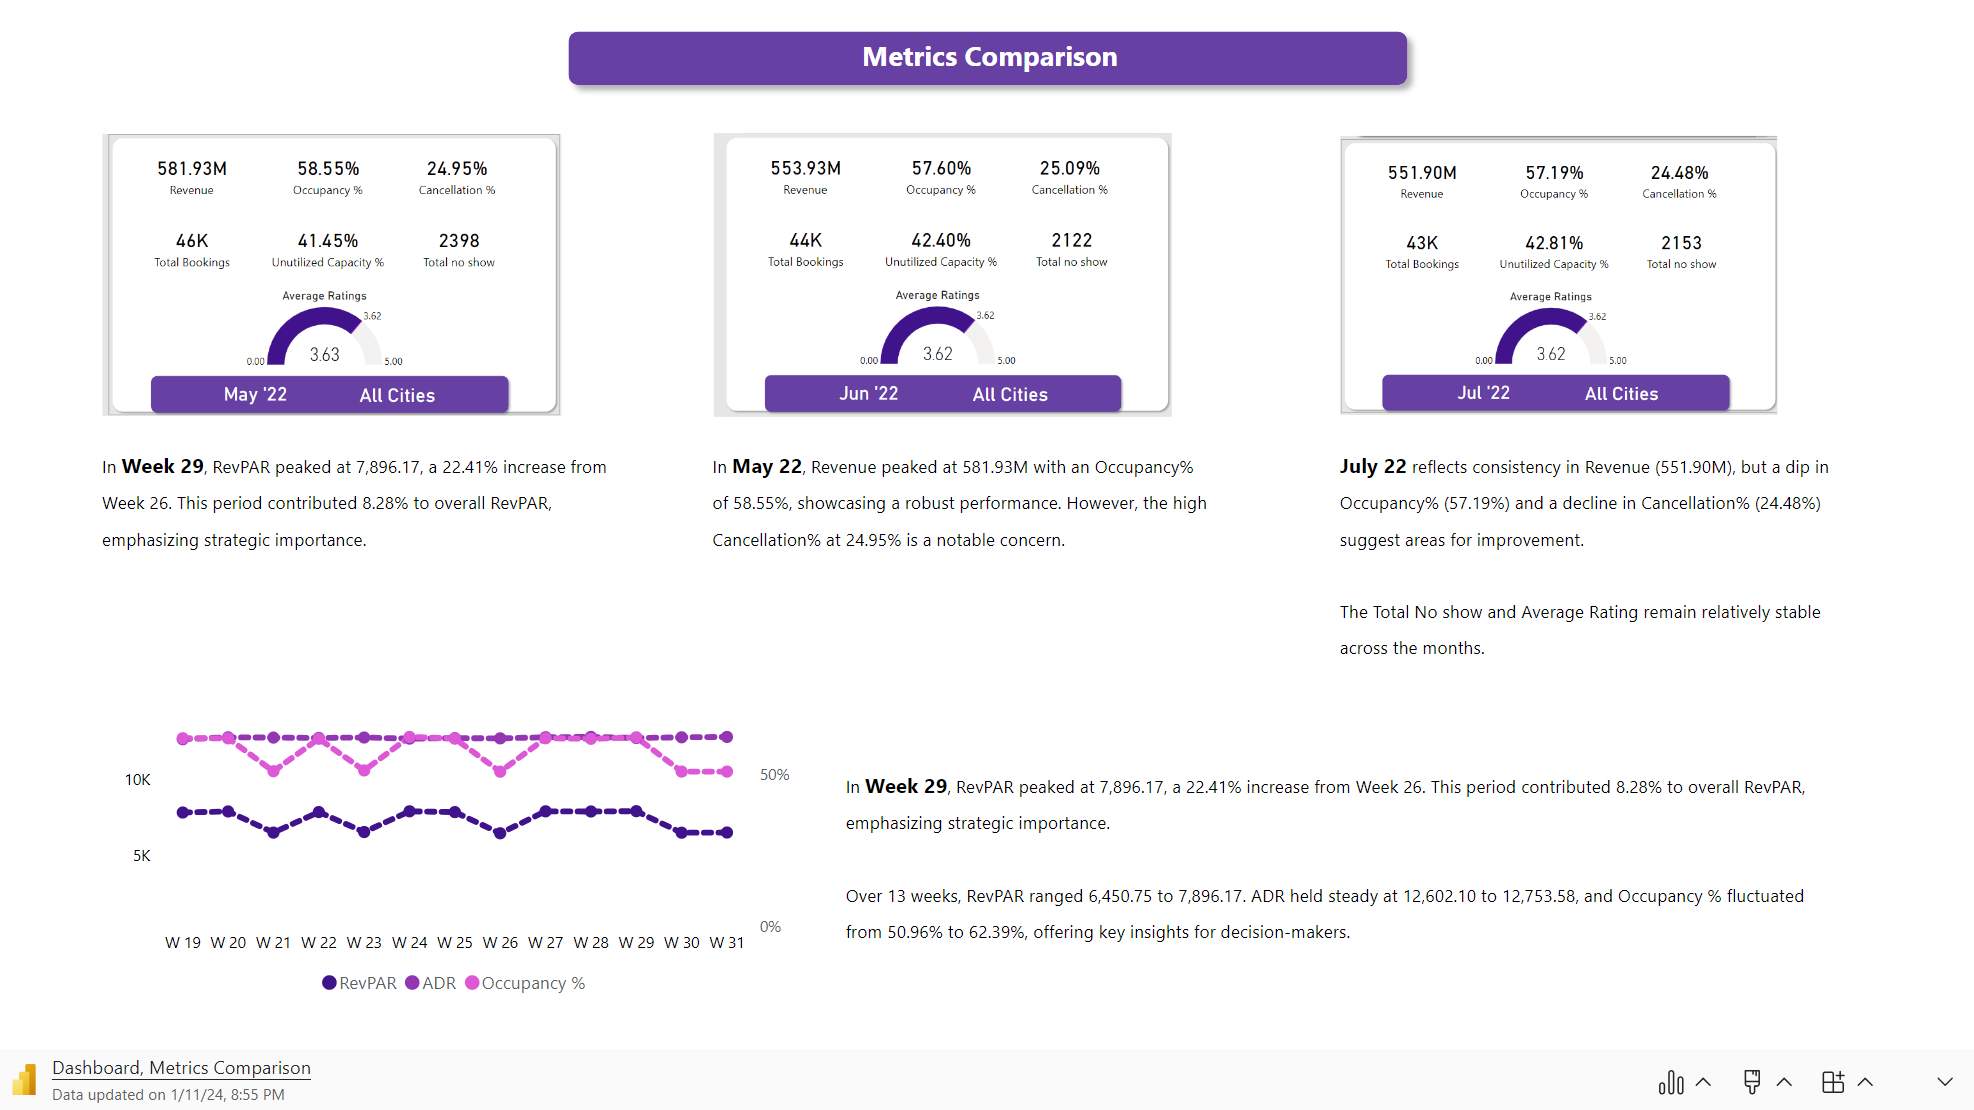 Metrics Comparison
581.93M 58.55% 24.95%
Revenue Occupancy % Cancellation %
46K 41.45% 2398
Total Bookings Unutilized Capacity % Total no show
Average Ratings
3.62
3.63
0.00 5.00
May '22 All Cities
553.93M 57.60% 25.09%
Revenue Occupancy % Cancellation %
44K 42.40% 2122
Total Bookings Unutilized Capacity % Total no show
Average Ratings
3.62
3.62
0.00 5.00
Jun '22 All Cities
551.90M 57.19% 24.48%
Revenue Occupancy % Cancellation %
43K 42.81% 2153
Total Bookings Unutilized Capacity % Total no show
Average Ratings
3.62
3.62
0.00 5.00
Jul '22 All Cities
In Week 29, RevPAR peaked at 7,896.17, a 22.41% increase from
Week 26. This period contributed 8.28% to overall RevPAR,
emphasizing strategic importance.
In May 22, Revenue peaked at 581.93M with an Occupancy%
of 58.55%, showcasing a robust performance. However, the high
Cancellation% at 24.95% is a notable concern.
July 22 reflects consistency in Revenue (551.90M), but a dip in
Occupancy% (57.19%) and a decline in Cancellation% (24.48%)
suggest areas for improvement.
The Total No show and Average Rating remain relatively stable
across the months.
10K
5K
50%
0%
W 19 W 20 W 21 W 22 W 23 W 24 W 25 W 26 W 27 W 28 W 29 W 30 W 31
RevPAR ADR Occupancy %
In Week 29, RevPAR peaked at 7,896.17, a 22.41% increase from Week 26. This period contributed 8.28% to overall RevPAR,
emphasizing strategic importance.
Over 13 weeks, RevPAR ranged 6,450.75 to 7,896.17. ADR held steady at 12,602.10 to 12,753.58, and Occupancy % fluctuated
from 50.96% to 62.39%, offering key insights for decision-makers.
Dashboard, Metrics Comparison
Data updated on 1/11/24, 8:55 PM